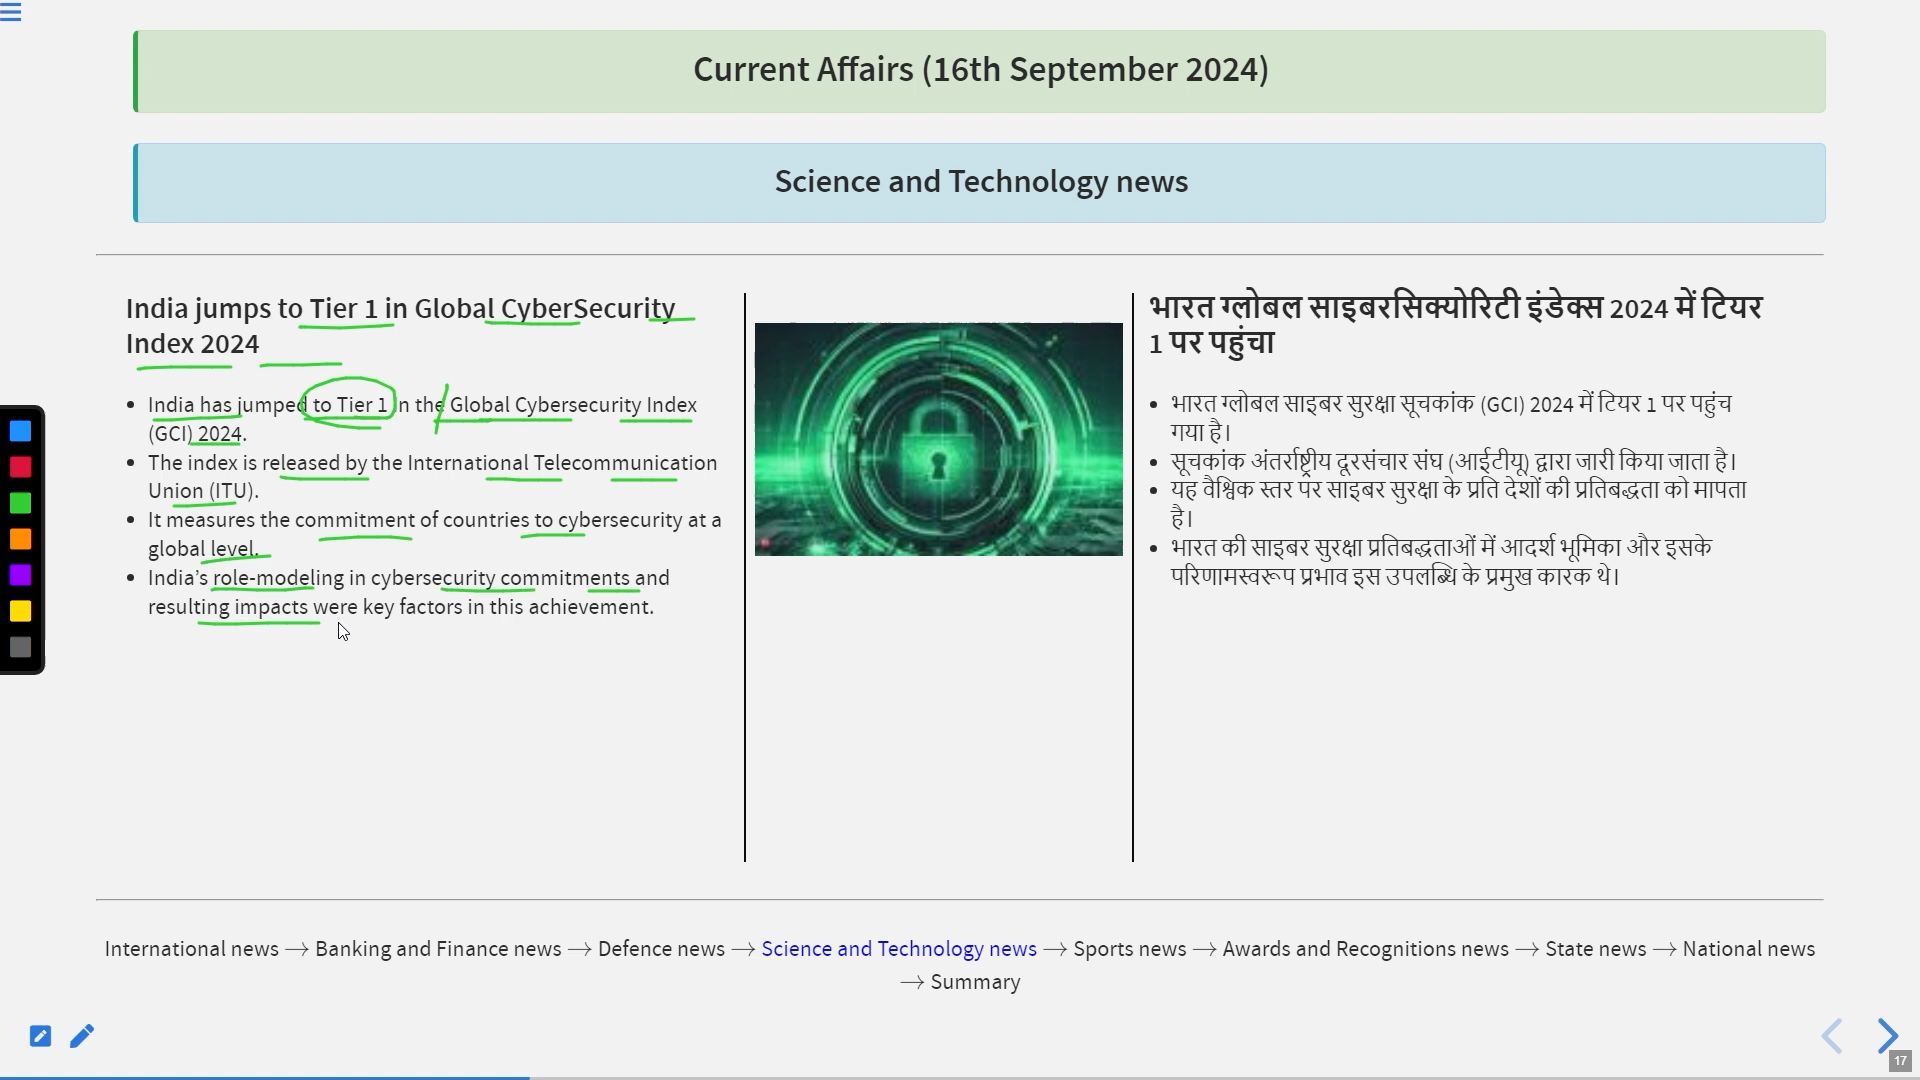 Current Affairs (16th September 2024)
Science and Technology news
India jumps to Tier 1 in Global CyberSecurity
Index 2024
• India has jumped to Tier 1 in the Global Cybersecurity Index
(GCI) 2024.
• The index is released by the International Telecommunication
Union (ITU).
• It measures the commitment of countries to cybersecurity at a
global level.
• India’s role-modeling in cybersecurity commitments and
resulting impacts were key factors in this achievement.
भारत ग्लोबल साइबरसिक्योरिटी इंडेक्स 2024 में टियर
1 पर पहुंचा
• भारत ग्लोबल साइबर सुरक्षा सूचकांक (GCI) 2024 में टियर 1 पर पहुंच
गया है।
• सूचकांक अंतर्राष्ट्रीय दूरसंचार संघ (आईटीयू) द्वारा जारी किया जाता है।
• यह वैश्विक स्तर पर साइबर सुरक्षा के प्रति देशों की प्रतिबद्धता को मापता
है।
• भारत की साइबर सुरक्षा प्रतिबद्धताओं में आदर्श भूमिका और इसके
परिणामस्वरूप प्रभाव इस उपलब्धि के प्रमुख कारक थे।
International news → Banking and Finance news → Defence news → Science and Technology news → Sports news → Awards and Recognitions news → State news → National news
→ Summary
17